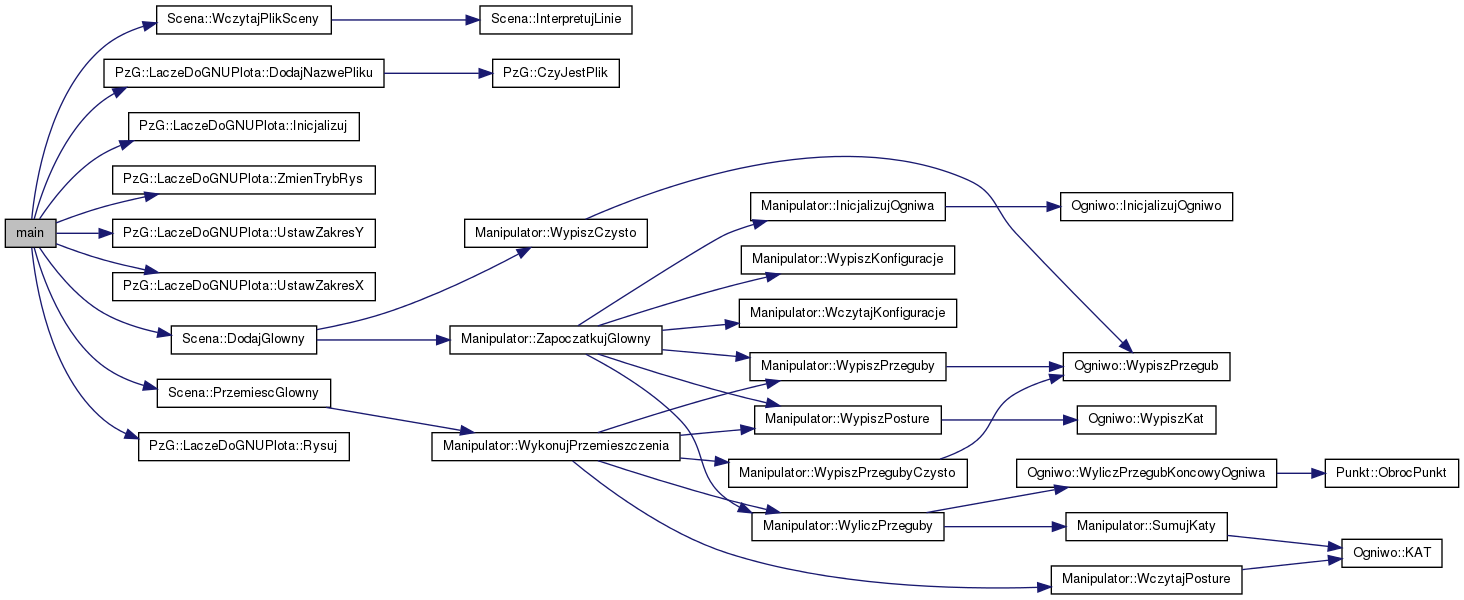 Scena::WczytajPlikSceny
Scena::InterpretujLinie
PzG::LaczeDoGNUPlota::DodajNazwePliku
PzG::CzyJestPlik
PzG::LaczeDoGNUPlota::Inicjalizuj
PzG::LaczeDoGNUPlota::ZmienTrybRys
Manipulator::InicjalizujOgniwa
Ogniwo::InicjalizujOgniwo
main
PzG::LaczeDoGNUPlota::UstawZakresY
Manipulator::WypiszCzysto
Manipulator::WypiszKonfiguracje
PzG::LaczeDoGNUPlota::UstawZakresX
Manipulator::WczytajKonfiguracje
Scena::DodajGlowny
Manipulator::ZapoczatkujGlowny
Manipulator::WypiszPrzeguby
Ogniwo::WypiszPrzegub
Scena::PrzemiescGlowny
Manipulator::WypiszPosture
Ogniwo::WypiszKat
PzG::LaczeDoGNUPlota::Rysuj
Manipulator::WykonujPrzemieszczenia
Manipulator::WypiszPrzegubyCzysto
Ogniwo::WyliczPrzegubKoncowyOgniwa
Punkt::ObrocPunkt
Manipulator::WyliczPrzeguby
Manipulator::SumujKaty
Ogniwo::KAT
Manipulator::WczytajPosture